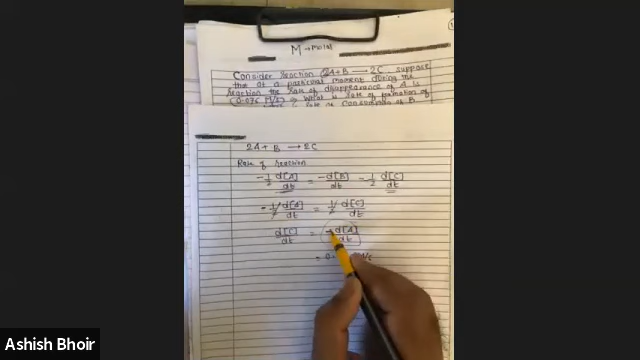 M → molal
Consider Reaction 2A + B → 2C, suppose
that at a particular moment during the
reaction the rate of disappearance of A is
(0.076 M/s) → What is rate of formation of
rate of consumption of B
2A + B → 2C
Rate of reaction
-1/2 d[A]/dt = -d[B]/dt - 1/2 d[C]/dt
-1/2 d[A]/dt = 1/2 d[C]/dt
d[C]/dt = -d[A]/dt
= 0.
Ashish Bhoir